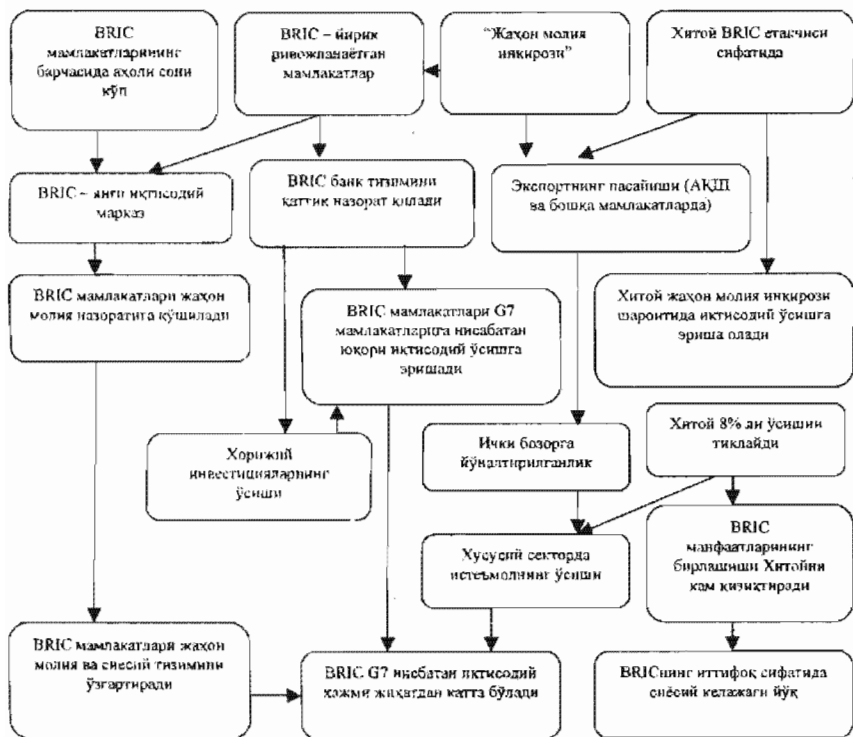 BRIC
мамлакатларининг
барчасида аҳоли сони
кўп
BRIC – йирик
ривожланаётган
мамлакатлар
“Жаҳон молия
инқирози”
Хитой BRIC етакчиси
сифатида
BRIC – янги иқтисодий
марказ
BRIC банк тизимини
қаттиқ назорат қилади
Экспортнинг пасайиши (АҚШ
ва бошқа мамлакатларда)
BRIC мамлакатлари жаҳон
молия назоратига қўшилади
BRIC мамлакатлари G7
мамлакатларига нисабатан
юқори иқтисодий ўсишга
эришади
Хитой жаҳон молия инқирози
шароитида иқтисодий ўсишга
эриша олади
Хорижий
инвестицияларнинг
ўсиши
Ички бозорга
йўналтирилганлик
Хитой 8% ли ўсишни
тиклайди
Хусусий секторда
истеъмолнинг ўсиши
BRIC
манфаатларининг
бирлашиши Хитойни
кам қизиқтиради
BRIC мамлакатлари жаҳон
молия ва сиёсий тизимини
ўзгартиради
BRIC G7 нисбатан иқтисодий
ҳажми жиҳатдан катта бўлади
BRICнинг иттифоқ сифатида
сиёсий келажаги йўқ